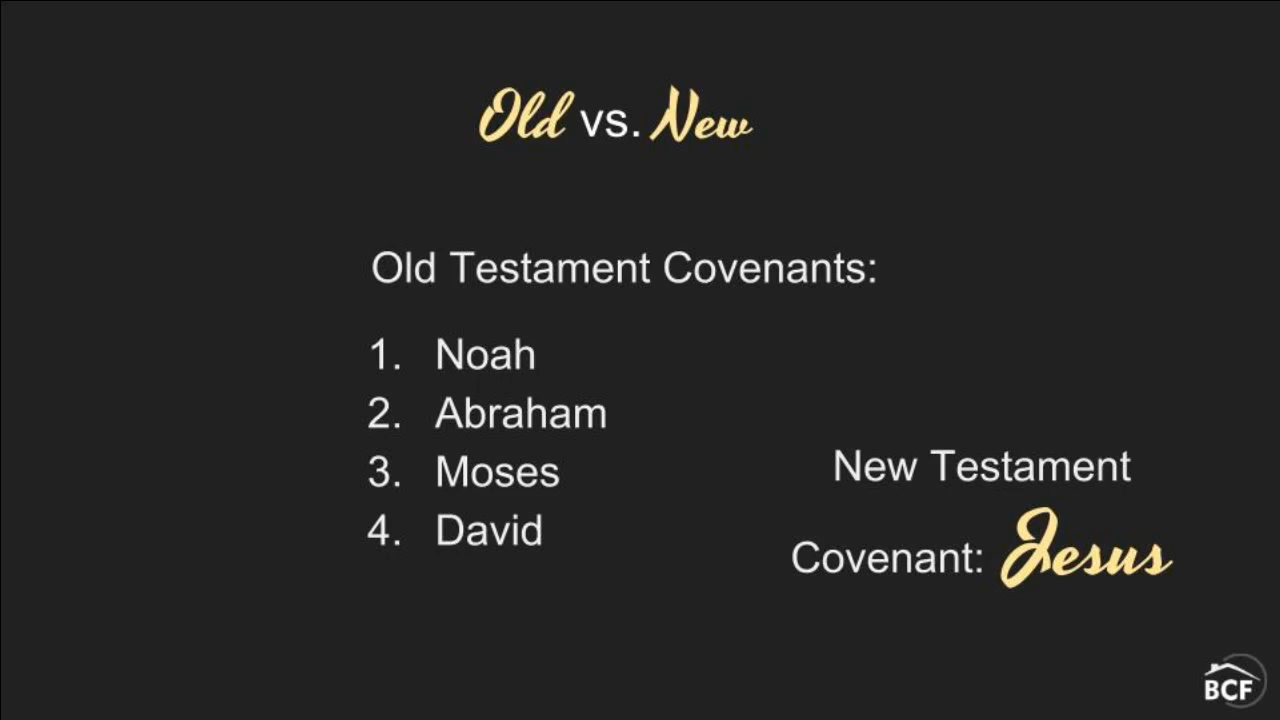 Old vs. New
Old Testament Covenants:
1. Noah
2. Abraham
3. Moses
4. David
New Testament
Covenant: Jesus
BCF